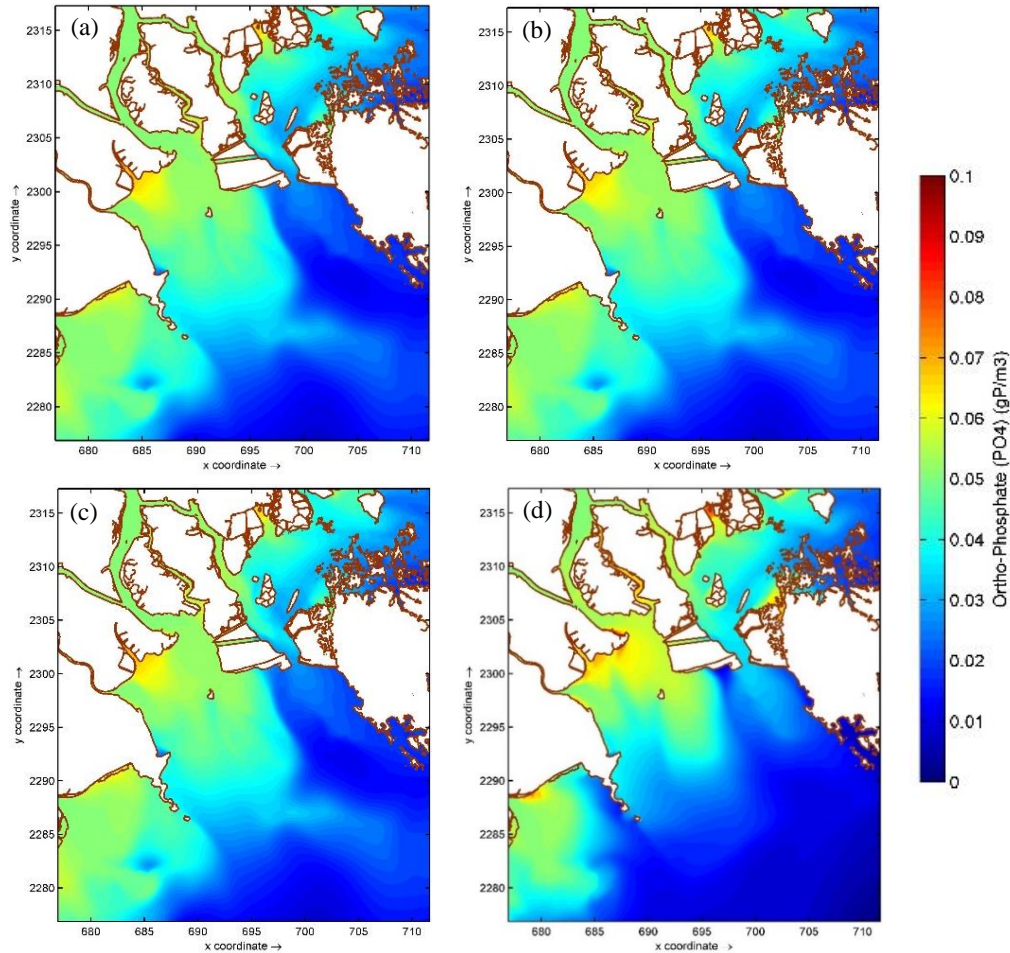 (a)
2315
2310
2305
2300
2295
2290
2285
2280
y coordinate →
680 685 690 695 700 705 710
x coordinate →
(b)
2315
2310
2305
2300
2295
2290
2285
2280
y coordinate →
680 685 690 695 700 705 710
x coordinate →
(c)
2315
2310
2305
2300
2295
2290
2285
2280
y coordinate →
680 685 690 695 700 705 710
x coordinate →
(d)
2315
2310
2305
2300
2295
2290
2285
2280
y coordinate →
680 685 690 695 700 705 710
x coordinate →
0.1
0.09
0.08
0.07
0.06
0.05
0.04
0.03
0.02
0.01
0
Ortho-Phosphate (PO4) (gP/m3)